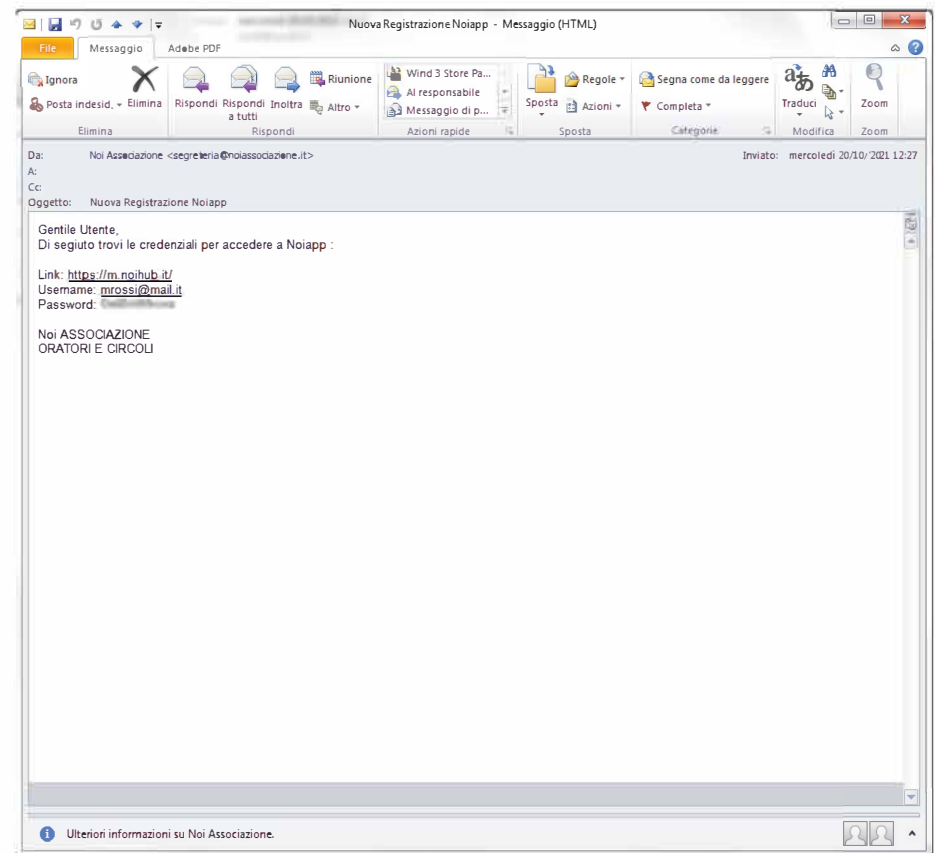 Nuova Registrazione Noiapp - Messaggio (HTML)
File Messaggio Adobe PDF
Ignora
Posta indesid. Elimina
Rispondi Rispondi a tutti Inoltra
Riunione
Altro
Wind 3 Store Pa...
Al responsabile
Messaggio di p...
Sposta
Regole
Azioni
Segna come da leggere
Completa
Traduci
Zoom
Elimina Rispondi Azioni rapide Sposta Categorie Modifica Zoom
Da: Noi Associazione <segreteria@noiassociazione.it> Inviato: mercoledì 20/10/2021 12:27
A:
Cc:
Oggetto: Nuova Registrazione Noiapp
Gentile Utente,
Di segiuto trovi le credenziali per accedere a Noiapp :
Link: https://m.noihub.it/
Username: mrossi@mail.it
Password:
Noi ASSOCIAZIONE
ORATORI E CIRCOLI
Ulteriori informazioni su Noi Associazione.